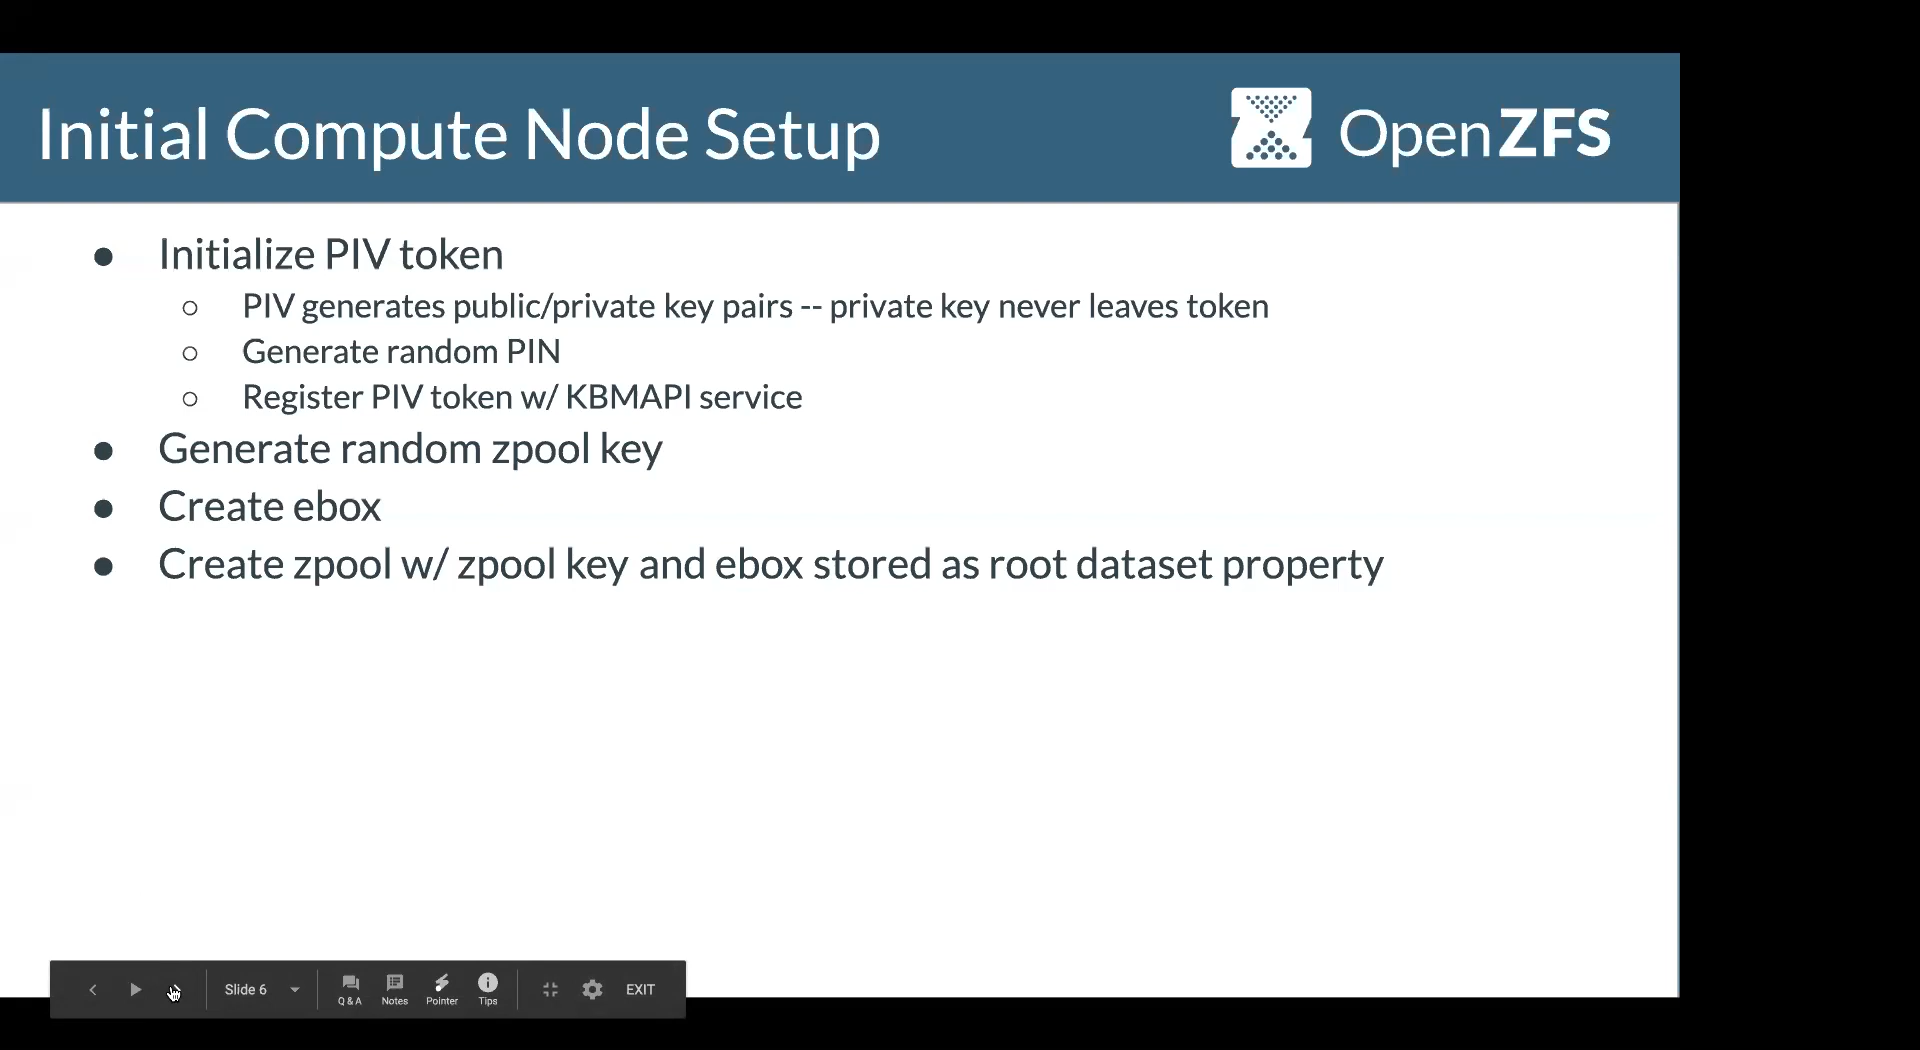 Initial Compute Node Setup
OpenZFS
● Initialize PIV token
○ PIV generates public/private key pairs -- private key never leaves token
○ Generate random PIN
○ Register PIV token w/ KBMAPI service
● Generate random zpool key
● Create ebox
● Create zpool w/ zpool key and ebox stored as root dataset property
Slide 6
Q & A
Notes
Pointer
Tips
EXIT